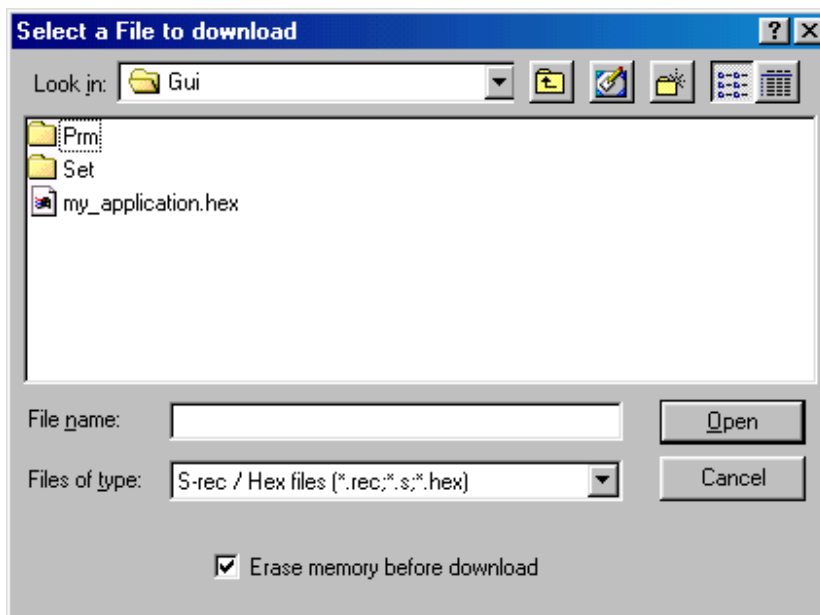 Select a File to download
Look in: Gui
Prm
Set
my_application.hex
File name: Open
Files of type: S-rec / Hex files (*.rec;*.s;*.hex) Cancel
Erase memory before download